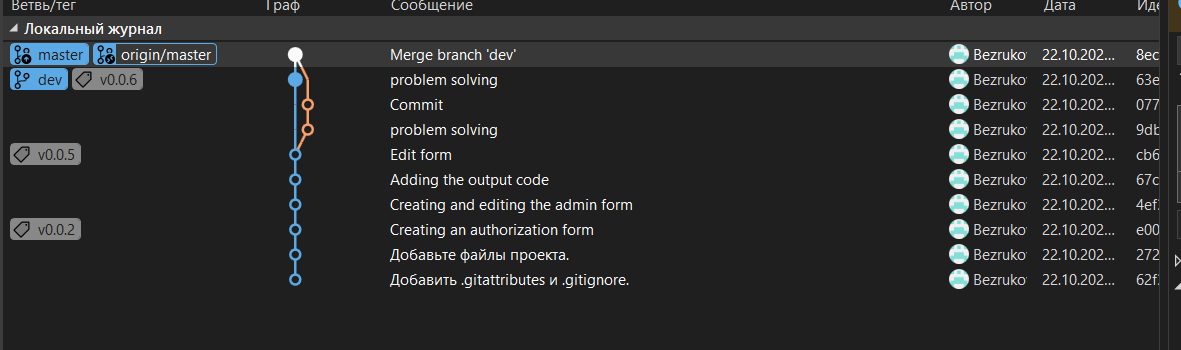 Ветвь/тег Граф Сообщение Автор Дата Иде
Локальный журнал
master origin/master Merge branch 'dev' Bezruko 22.10.202... 8ec
dev v0.0.6 problem solving Bezruko 22.10.202... 63e
Commit Bezruko 22.10.202... 077
problem solving Bezruko 22.10.202... 9db
v0.0.5 Edit form Bezruko 22.10.202... cb6
Adding the output code Bezruko 22.10.202... 67c
Creating and editing the admin form Bezruko 22.10.202... 4ef
v0.0.2 Creating an authorization form Bezruko 22.10.202... e00
Добавьте файлы проекта. Bezruko 22.10.202... 272
Добавить .gitattributes и .gitignore. Bezruko 22.10.202... 62f